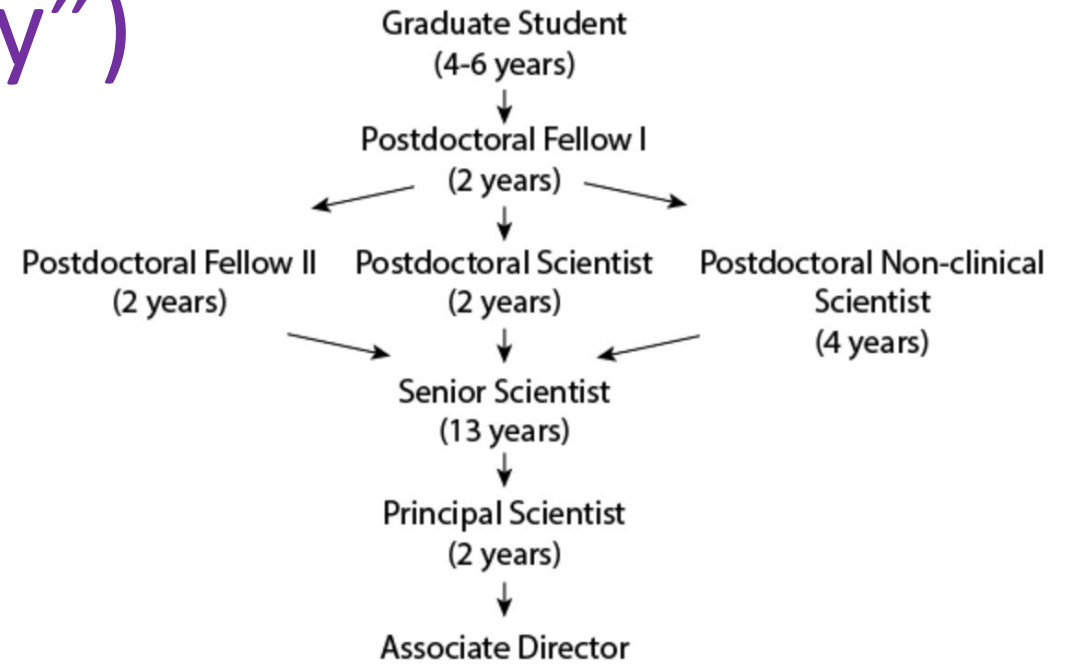 y”)
Graduate Student
(4-6 years)
Postdoctoral Fellow I
(2 years)
Postdoctoral Fellow II
(2 years)
Postdoctoral Scientist
(2 years)
Postdoctoral Non-clinical
Scientist
(4 years)
Senior Scientist
(13 years)
Principal Scientist
(2 years)
Associate Director